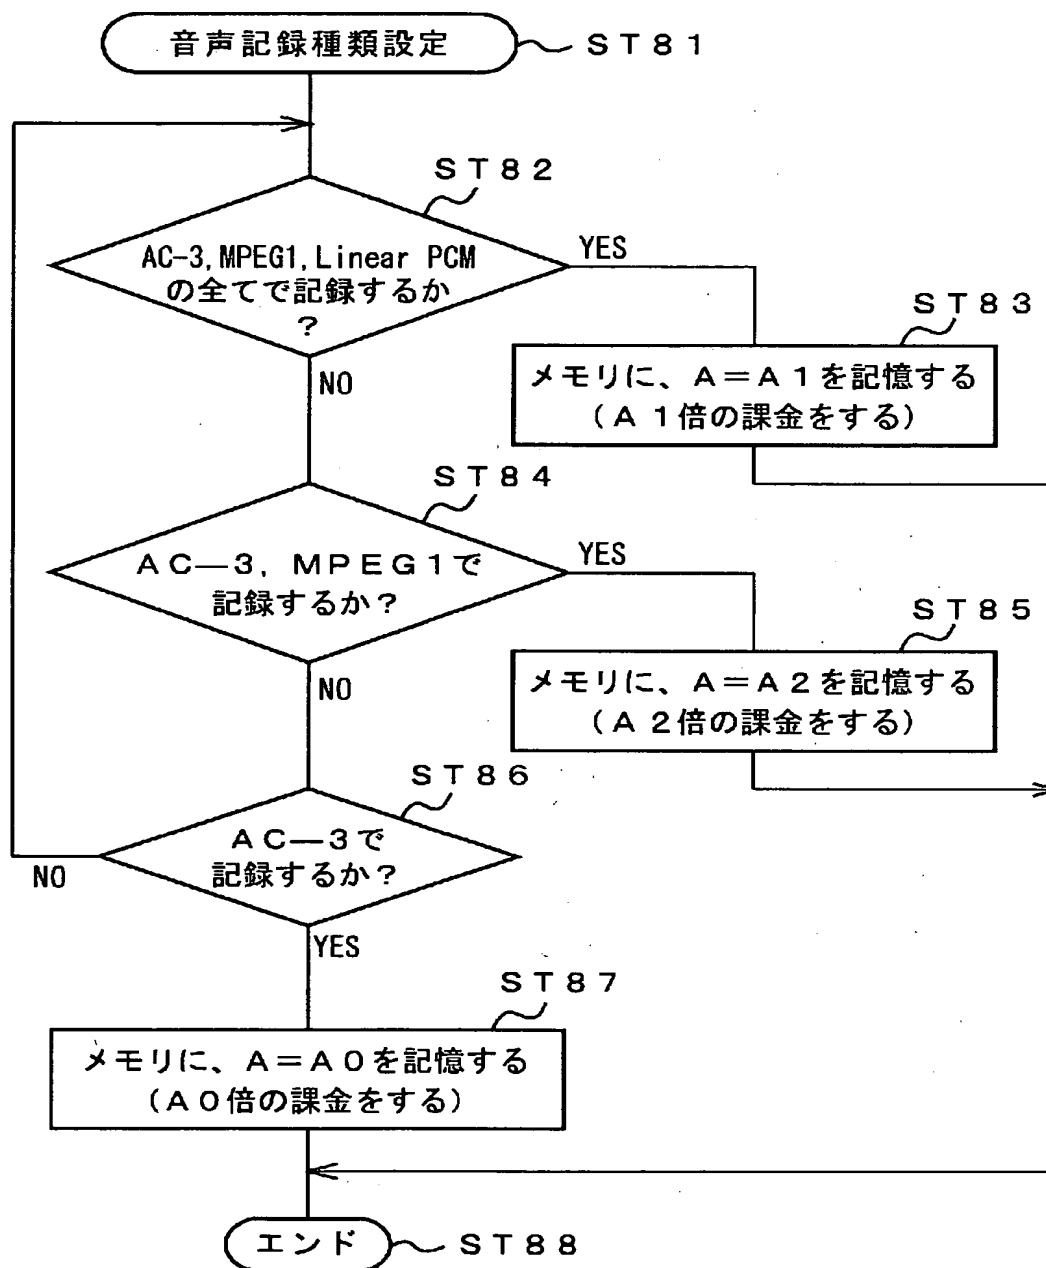 音声記録種類設定
ST81
ST82
AC-3,MPEG1,Linear PCM
の全てで記録するか
?
YES
NO
ST83
メモリに、A=A1を記憶する
(A1倍の課金をする)
ST84
AC—3, MPEG1で
記録するか?
YES
NO
ST85
メモリに、A=A2を記憶する
(A2倍の課金をする)
ST86
AC—3で
記録するか?
NO
YES
ST87
メモリに、A=A0を記憶する
(A0倍の課金をする)
エンド
ST88